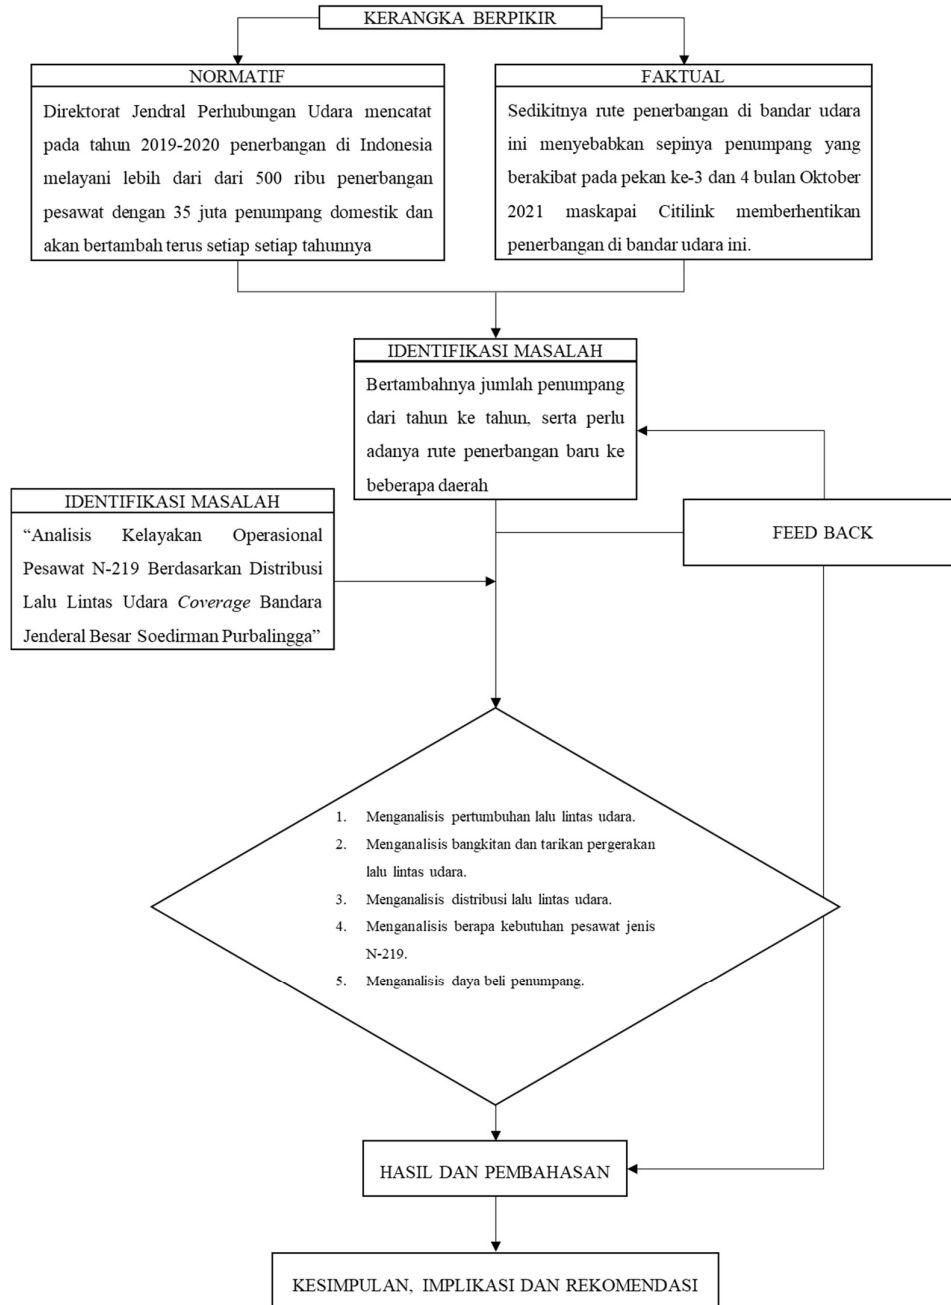 KERANGKA BERPIKIR
NORMATIF
Direktorat Jendral Perhubungan Udara mencatat
pada tahun 2019-2020 penerbangan di Indonesia
melayani lebih dari dari 500 ribu penerbangan
pesawat dengan 35 juta penumpang domestik dan
akan bertambah terus setiap setiap tahunnya
FAKTUAL
Sedikitnya rute penerbangan di bandar udara
ini menyebabkan sepinya penumpang yang
berakibat pada pekan ke-3 dan 4 bulan Oktober
2021 maskapai Citilink memberhentikan
penerbangan di bandar udara ini.
IDENTIFIKASI MASALAH
Bertambahnya jumlah penumpang
dari tahun ke tahun, serta perlu
adanya rute penerbangan baru ke
beberapa daerah
IDENTIFIKASI MASALAH
“Analisis Kelayakan Operasional
Pesawat N-219 Berdasarkan Distribusi
Lalu Lintas Udara Coverage Bandara
Jenderal Besar Soedirman Purbalingga”
FEED BACK
1. Menganalisis pertumbuhan lalu lintas udara.
2. Menganalisis bangkitan dan tarikan pergerakan
lalu lintas udara.
3. Menganalisis distribusi lalu lintas udara.
4. Menganalisis berapa kebutuhan pesawat jenis
N-219.
5. Menganalisis daya beli penumpang.
HASIL DAN PEMBAHASAN
KESIMPULAN, IMPLIKASI DAN REKOMENDASI